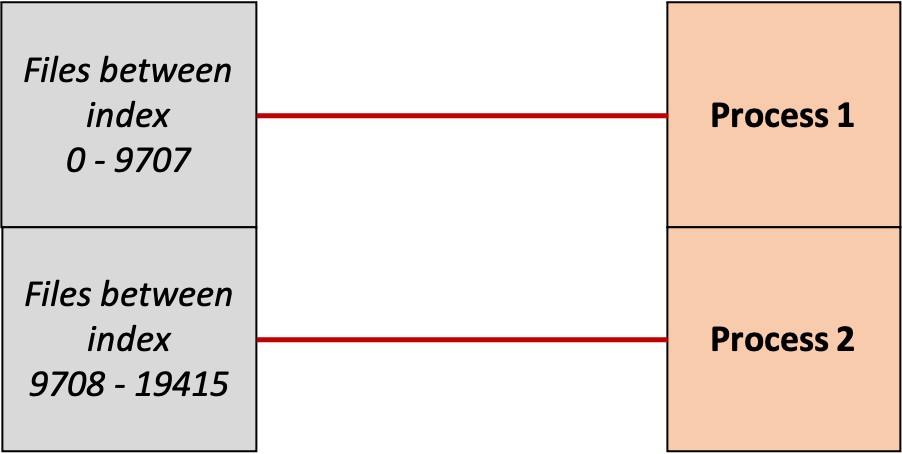 Files between
index
0 - 9707
Process 1
Files between
index
9708 - 19415
Process 2